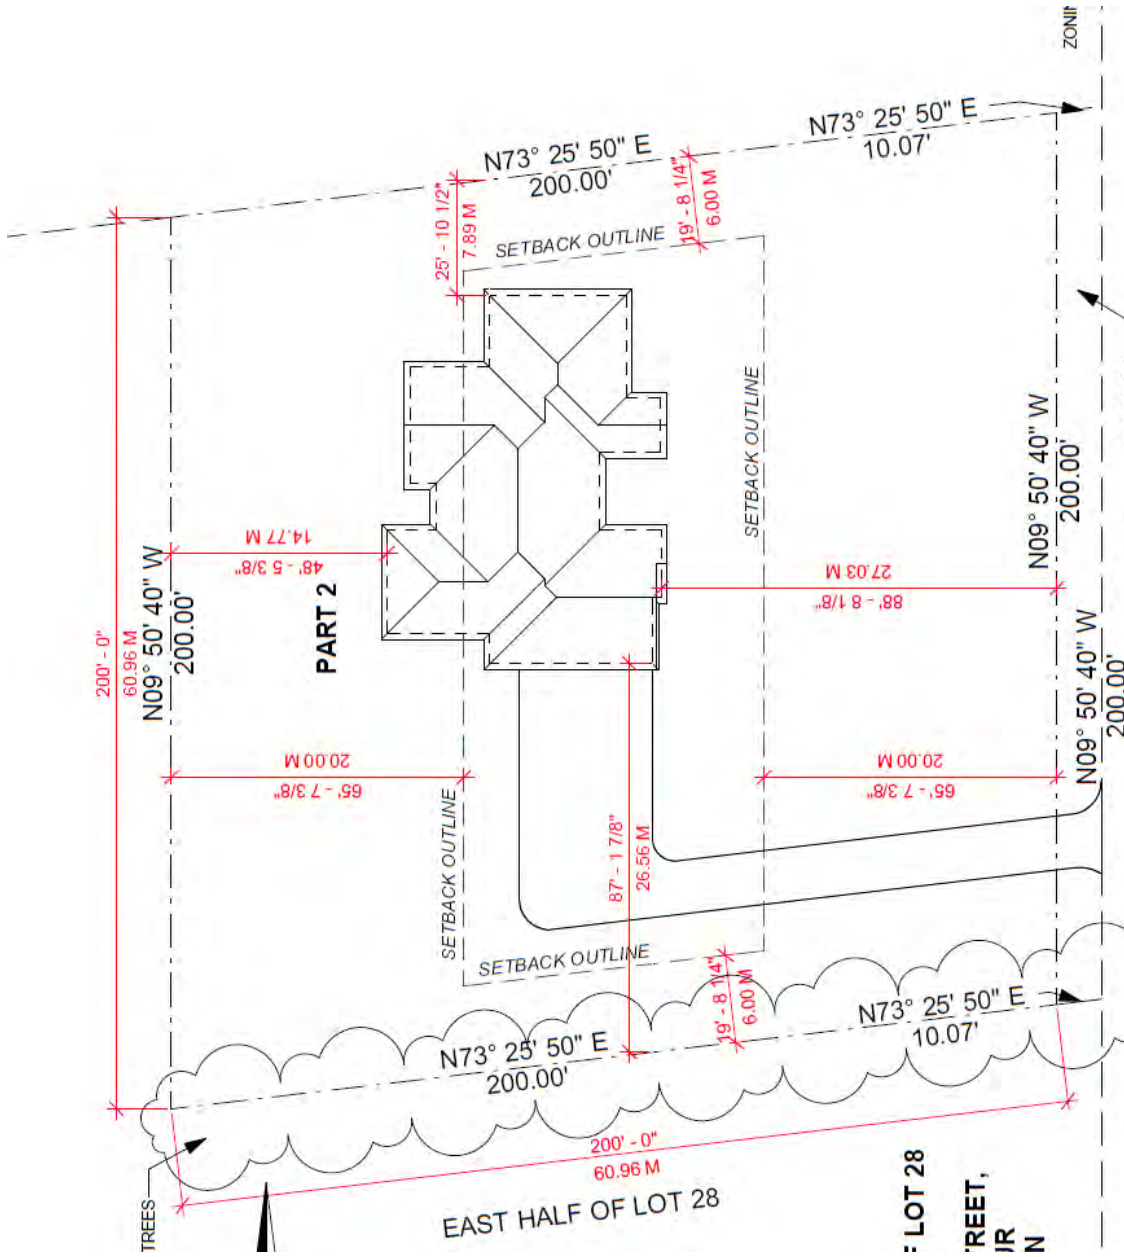 ZONIN
N73° 25' 50" E
10.07'
N73° 25' 50" E
200.00'
19' - 8 1/4"
6.00 M
25' - 10 1/2"
7.89 M
SETBACK OUTLINE
SETBACK OUTLINE
N09° 50' 40" W
200.00'
14.77 M
48' - 5 3/8"
27.03 M
88' - 8 1/8"
PART 2
200' - 0"
60.96 M
N09° 50' 40" W
200.00'
N09° 50' 40" W
200.00'
20.00 M
65' - 7 3/8"
20.00 M
65' - 7 3/8"
87' - 1 7/8"
26.56 M
SETBACK OUTLINE
SETBACK OUTLINE
19' - 8 1/4"
6.00 M
N73° 25' 50" E
10.07'
N73° 25' 50" E
200.00'
200' - 0"
60.96 M
EAST HALF OF LOT 28
TREES
F LOT 28
TREET,
UR
N